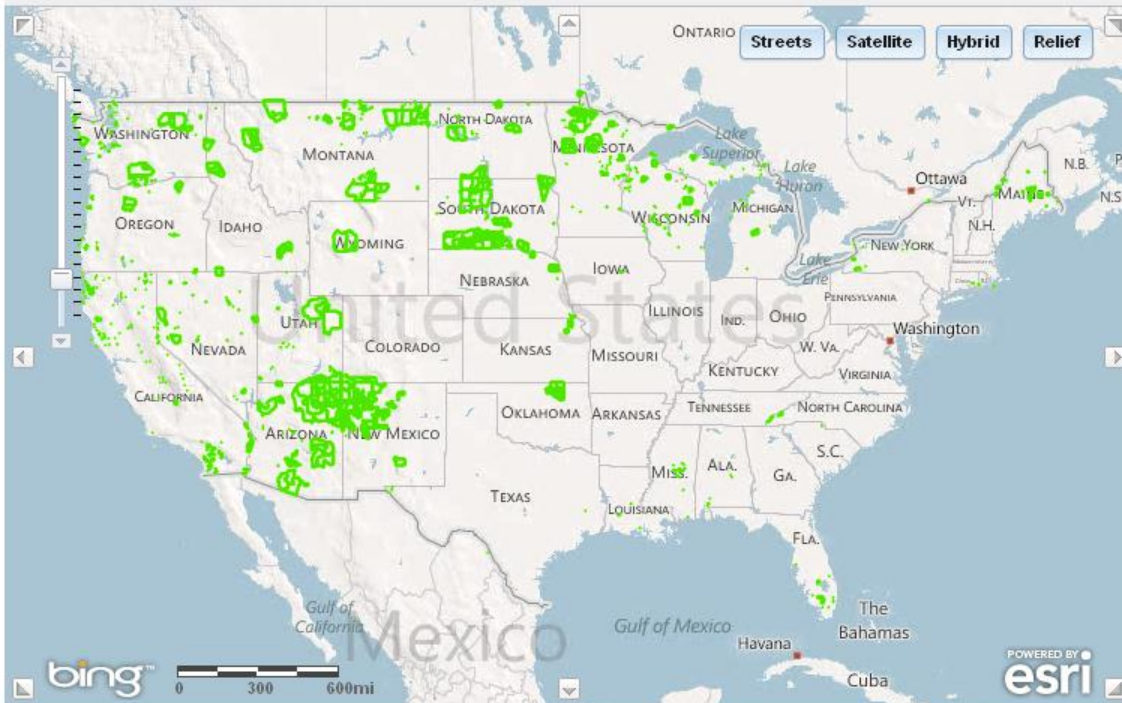 ONTARIO
Streets
Satellite
Hybrid
Relief
WASHINGTON
NORTH DAKOTA
MINNESOTA
Lake
Superior
MONTANA
Ottawa
N.B.
Lake
Huron
MAINE
VT.
N.S
OREGON
IDAHO
SOUTH DAKOTA
WISCONSIN
MICHIGAN
N.H.
WYOMING
NEW YORK
Lake
Erie
IOWA
NEBRASKA
United States
PENNSYLVANIA
ILLINOIS
IND.
OHIO
UTAH
Washington
NEVADA
COLORADO
KANSAS
MISSOURI
W. VA.
KENTUCKY
VIRGINIA
CALIFORNIA
OKLAHOMA
ARKANSAS
TENNESSEE
NORTH CAROLINA
ARIZONA
NEW MEXICO
S.C.
MISS.
ALA.
GA.
TEXAS
LOUISIANA
FLA.
Gulf of
California
Mexico
Gulf of Mexico
The
Bahamas
Havana
Cuba
bing™
0 300 600mi
POWERED BY
esri